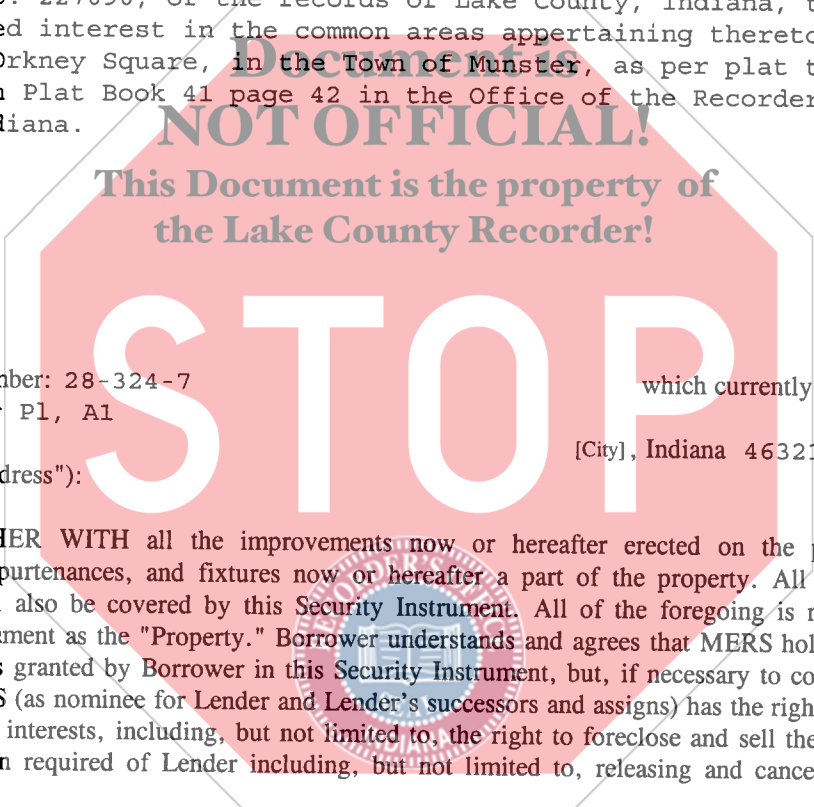 227090, of the records of Lake County, Indiana, t
ed interest in the common areas appertaining thereto
Orkney Square, in the Town of Munster, as per plat t
Plat Book 41 page 42 in the Office of the Recorder
diana.
Document is
NOT OFFICIAL!
This Document is the property of
the Lake County Recorder!
STOP
nber: 28-324-7
which currently
Pl, A1
[City], Indiana 46321
dress"):
HER WITH all the improvements now or hereafter erected on the p
purtenances, and fixtures now or hereafter a part of the property. All
also be covered by this Security Instrument. All of the foregoing is r
ment as the "Property." Borrower understands and agrees that MERS hol
s granted by Borrower in this Security Instrument, but, if necessary to co
S (as nominee for Lender and Lender's successors and assigns) has the righ
interests, including, but not limited to, the right to foreclose and sell the
n required of Lender including, but not limited to, releasing and cance
RECORDER'S OFFICE
INDIANA